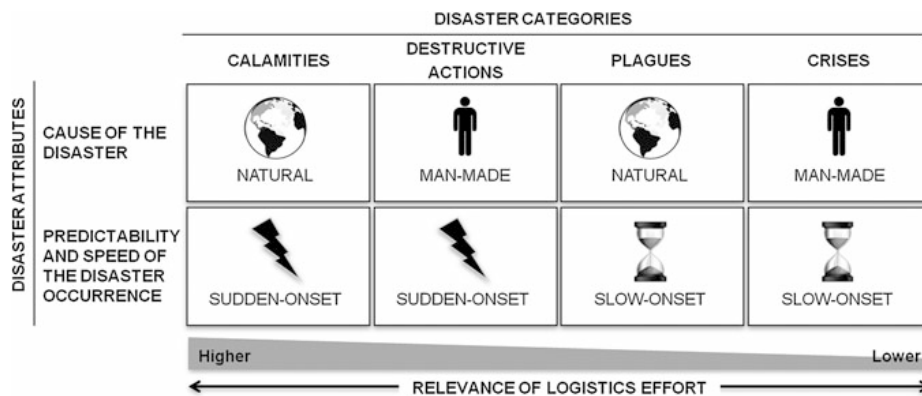 DISASTER CATEGORIES
CALAMITIES
DESTRUCTIVE
ACTIONS
PLAGUES
CRISES
DISASTER ATTRIBUTES
CAUSE OF THE
DISASTER
NATURAL
MAN-MADE
NATURAL
MAN-MADE
PREDICTABILITY
AND SPEED OF
THE DISASTER
OCCURRENCE
SUDDEN-ONSET
SUDDEN-ONSET
SLOW-ONSET
SLOW-ONSET
Higher
Lower
RELEVANCE OF LOGISTICS EFFORT